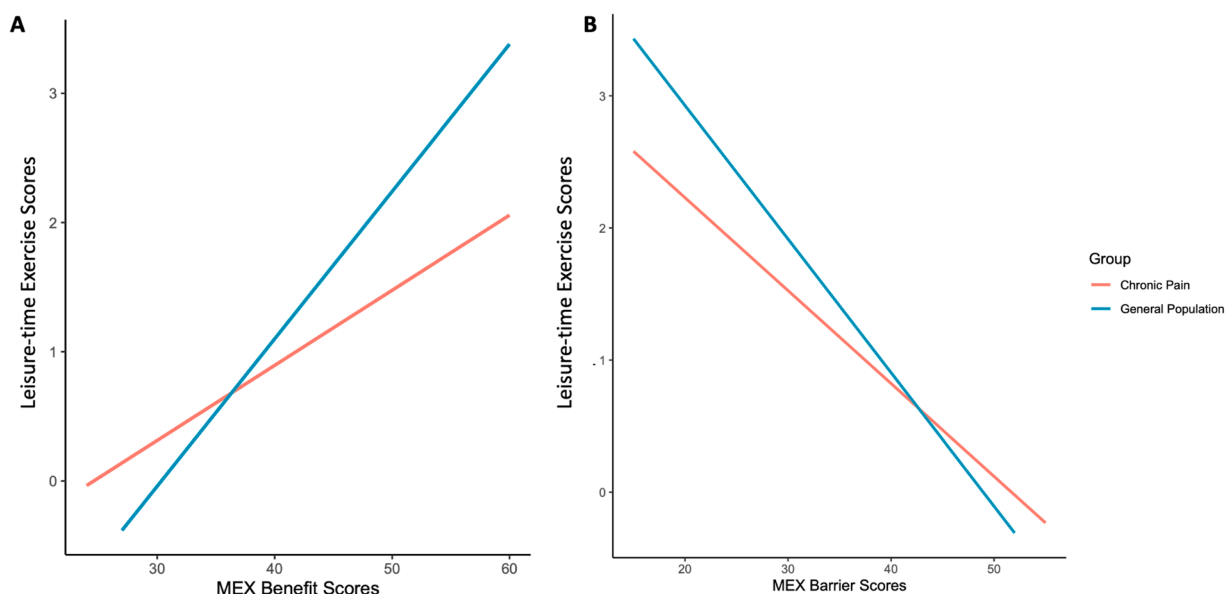 A
Leisure-time Exercise Scores
3
2
1
0
30
40
50
60
MEX Benefit Scores
B
Leisure-time Exercise Scores
3
2
.1
0
20
30
40
50
MEX Barrier Scores
Group
Chronic Pain
General Population